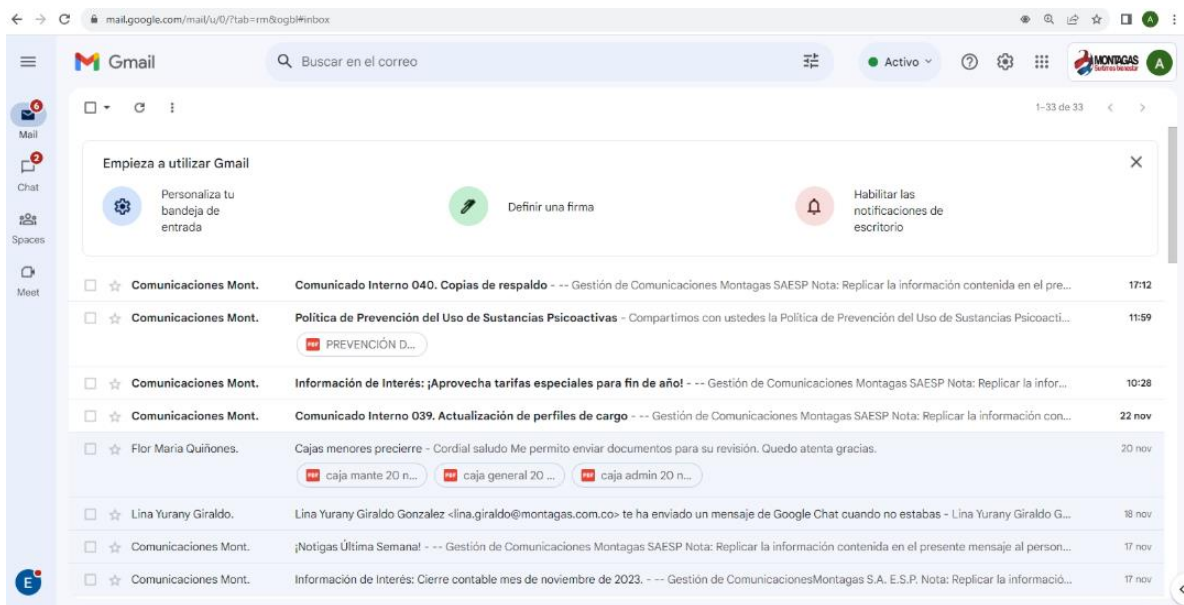 mail.google.com/mail/u/0/?tab=rm&ogbl#inbox
A
Gmail
Buscar en el correo
Activo
MONTAGAS
Surtimos bienestar
A
6
Mail
1-33 de 33
2
Chat
Spaces
Meet
Empieza a utilizar Gmail
Personaliza tu
bandeja de
entrada
Definir una firma
Habilitar las
notificaciones de
escritorio
Comunicaciones Mont. Comunicado Interno 040. Copias de respaldo - -- Gestión de Comunicaciones Montagas SAESP Nota: Replicar la información contenida en el pre... 17:12
Comunicaciones Mont. Política de Prevención del Uso de Sustancias Psicoactivas - Compartimos con ustedes la Política de Prevención del Uso de Sustancias Psicoacti... 11:59
PDF PREVENCIÓN D...
Comunicaciones Mont. Información de Interés: ¡Aprovecha tarifas especiales para fin de año! - -- Gestión de Comunicaciones Montagas SAESP Nota: Replicar la infor... 10:28
Comunicaciones Mont. Comunicado Interno 039. Actualización de perfiles de cargo - -- Gestión de Comunicaciones Montagas SAESP Nota: Replicar la información con... 22 nov
Flor Maria Quiñones. Cajas menores precierre - Cordial saludo Me permito enviar documentos para su revisión. Quedo atenta gracias. 20 nov
PDF caja mante 20 n... PDF caja general 20 ... PDF caja admin 20 n...
Lina Yurany Giraldo. Lina Yurany Giraldo Gonzalez <lina.giraldo@montagas.com.co> te ha enviado un mensaje de Google Chat cuando no estabas - Lina Yurany Giraldo G... 18 nov
Comunicaciones Mont. ¡Notigas Última Semana! - -- Gestión de Comunicaciones Montagas SAESP Nota: Replicar la información contenida en el presente mensaje al person... 17 nov
Comunicaciones Mont. Información de Interés: Cierre contable mes de noviembre de 2023. - -- Gestión de ComunicacionesMontagas S.A. E.S.P. Nota: Replicar la informació... 17 nov
E